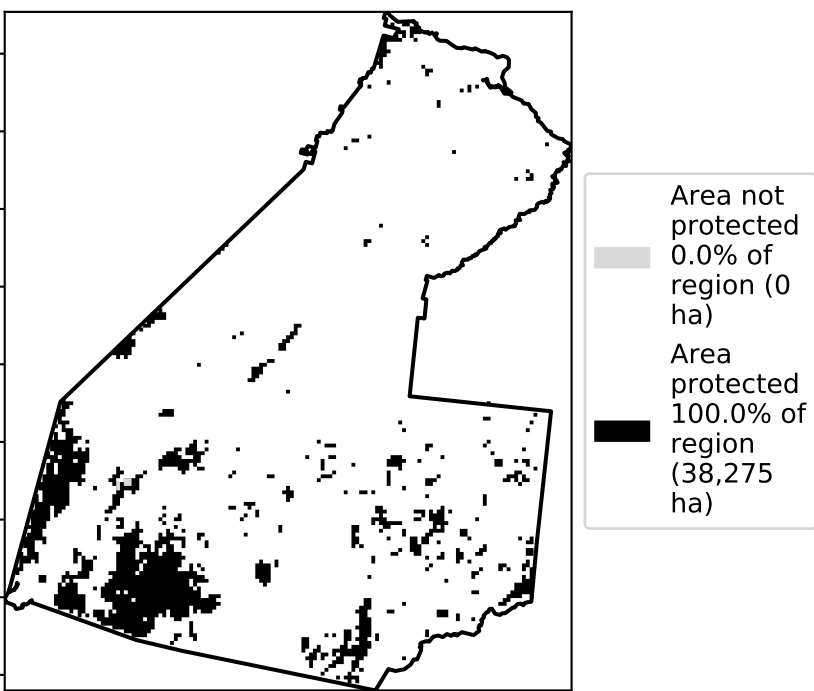 Area not
protected
0.0% of
region (0
ha)
Area
protected
100.0% of
region
(38,275
ha)